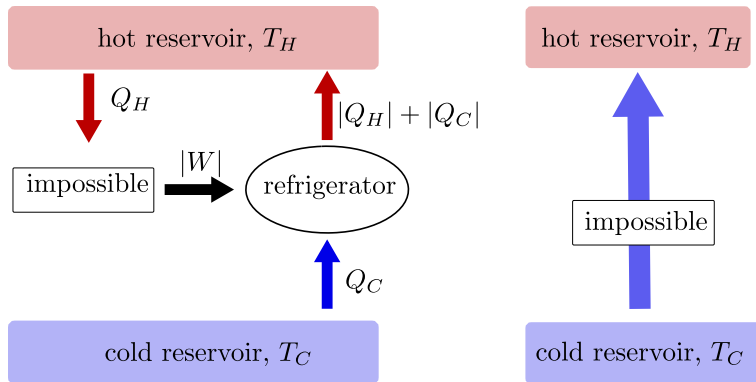 hot reservoir, T_H
hot reservoir, T_H
Q_H
|Q_H| + |Q_C|
|W|
impossible
refrigerator
impossible
Q_C
cold reservoir, T_C
cold reservoir, T_C